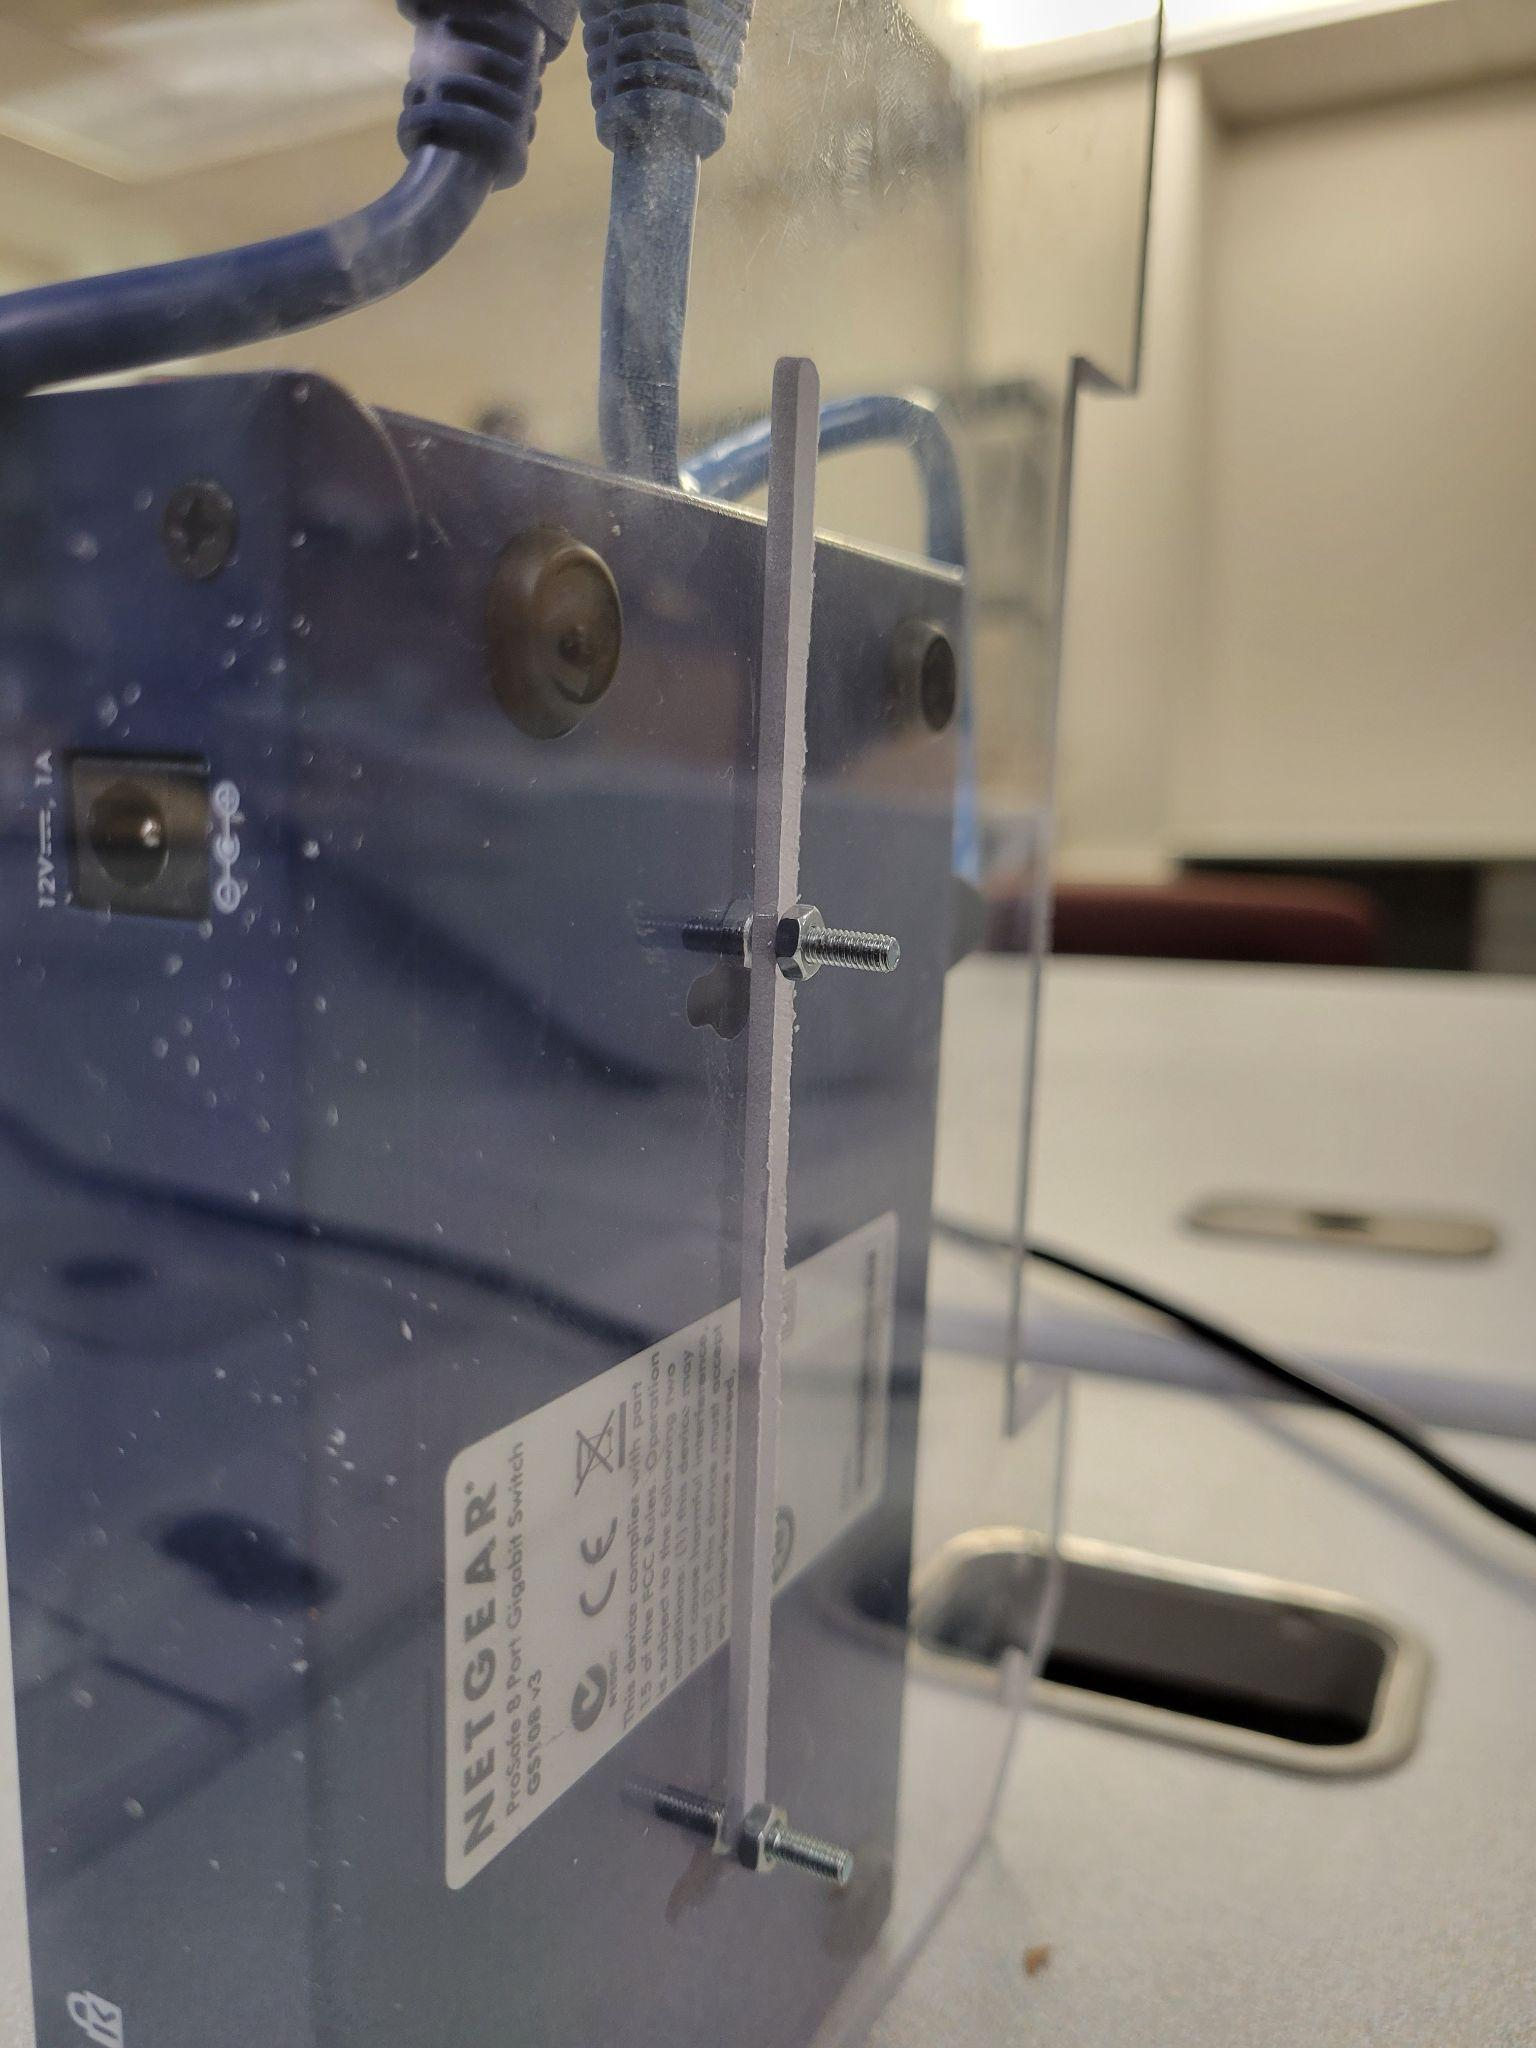 12V⎓, 1A
NETGEAR®
ProSafe 8 Port Gigabit Switch
GS108 v3
CE
This device complies with part
15 of the FCC Rules. Operation
is subject to the following two
conditions: (1) this device may
not cause harmful interference,
and (2) this device must accept
any interference received,